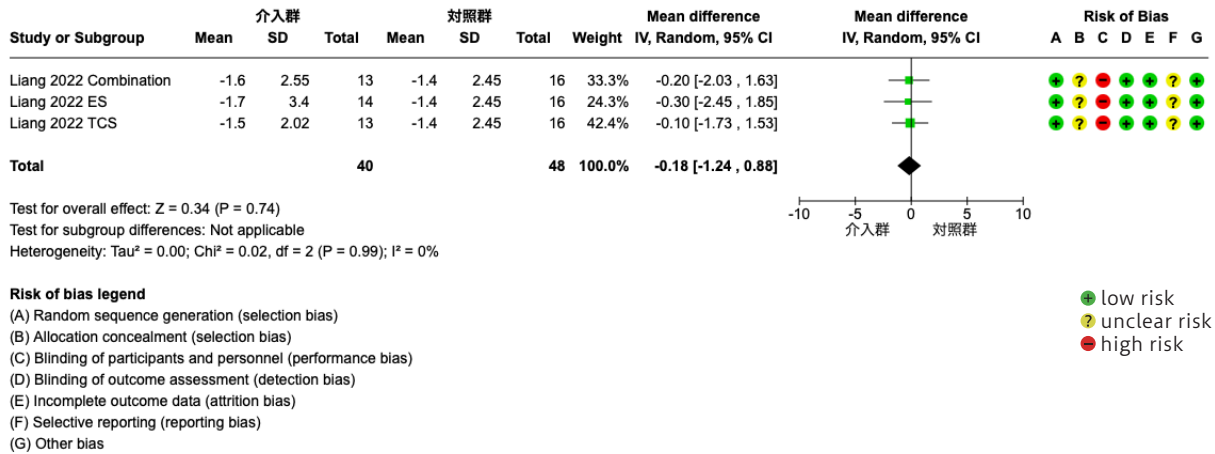 介入群 対照群 Mean difference Mean difference Risk of Bias
Study or Subgroup Mean SD Total Mean SD Total Weight IV, Random, 95% CI IV, Random, 95% CI A B C D E F G
Liang 2022 Combination -1.6 2.55 13 -1.4 2.45 16 33.3% -0.20 [-2.03 , 1.63] + ? − + + ? +
Liang 2022 ES -1.7 3.4 14 -1.4 2.45 16 24.3% -0.30 [-2.45 , 1.85] + ? − + + ? +
Liang 2022 TCS -1.5 2.02 13 -1.4 2.45 16 42.4% -0.10 [-1.73 , 1.53] + ? − + + ? +
Total 40 48 100.0% -0.18 [-1.24 , 0.88]
Test for overall effect: Z = 0.34 (P = 0.74)
Test for subgroup differences: Not applicable
Heterogeneity: Tau² = 0.00; Chi² = 0.02, df = 2 (P = 0.99); I² = 0%
-10 -5 0 5 10
介入群 対照群
Risk of bias legend
(A) Random sequence generation (selection bias)
(B) Allocation concealment (selection bias)
(C) Blinding of participants and personnel (performance bias)
(D) Blinding of outcome assessment (detection bias)
(E) Incomplete outcome data (attrition bias)
(F) Selective reporting (reporting bias)
(G) Other bias
+ low risk
? unclear risk
− high risk